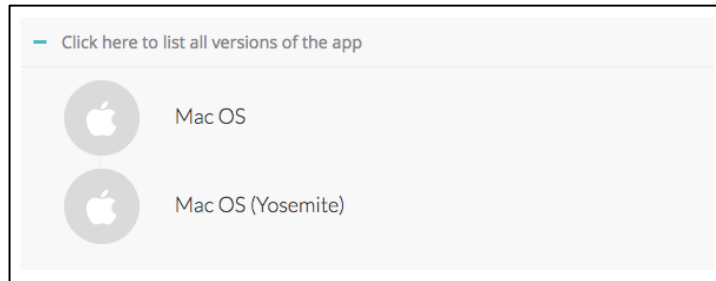 Click here to list all versions of the app
Mac OS
Mac OS (Yosemite)